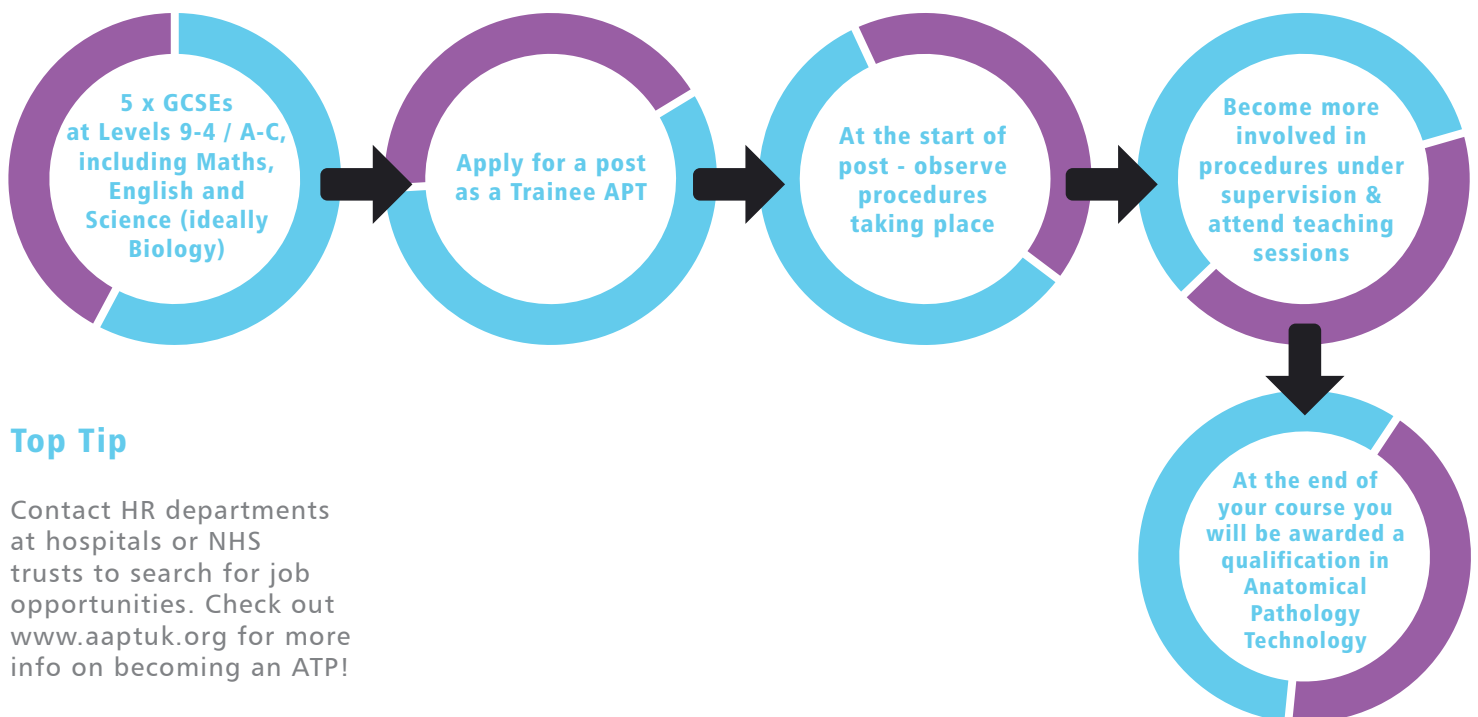 5 x GCSEs
at Levels 9-4 / A-C,
including Maths,
English and
Science (ideally
Biology)
Apply for a post
as a Trainee APT
At the start of
post - observe
procedures
taking place
Become more
involved in
procedures under
supervision &
attend teaching
sessions
At the end of
your course you
will be awarded a
qualification in
Anatomical
Pathology
Technology
Top Tip
Contact HR departments
at hospitals or NHS
trusts to search for job
opportunities. Check out
www.aaptuk.org for more
info on becoming an ATP!